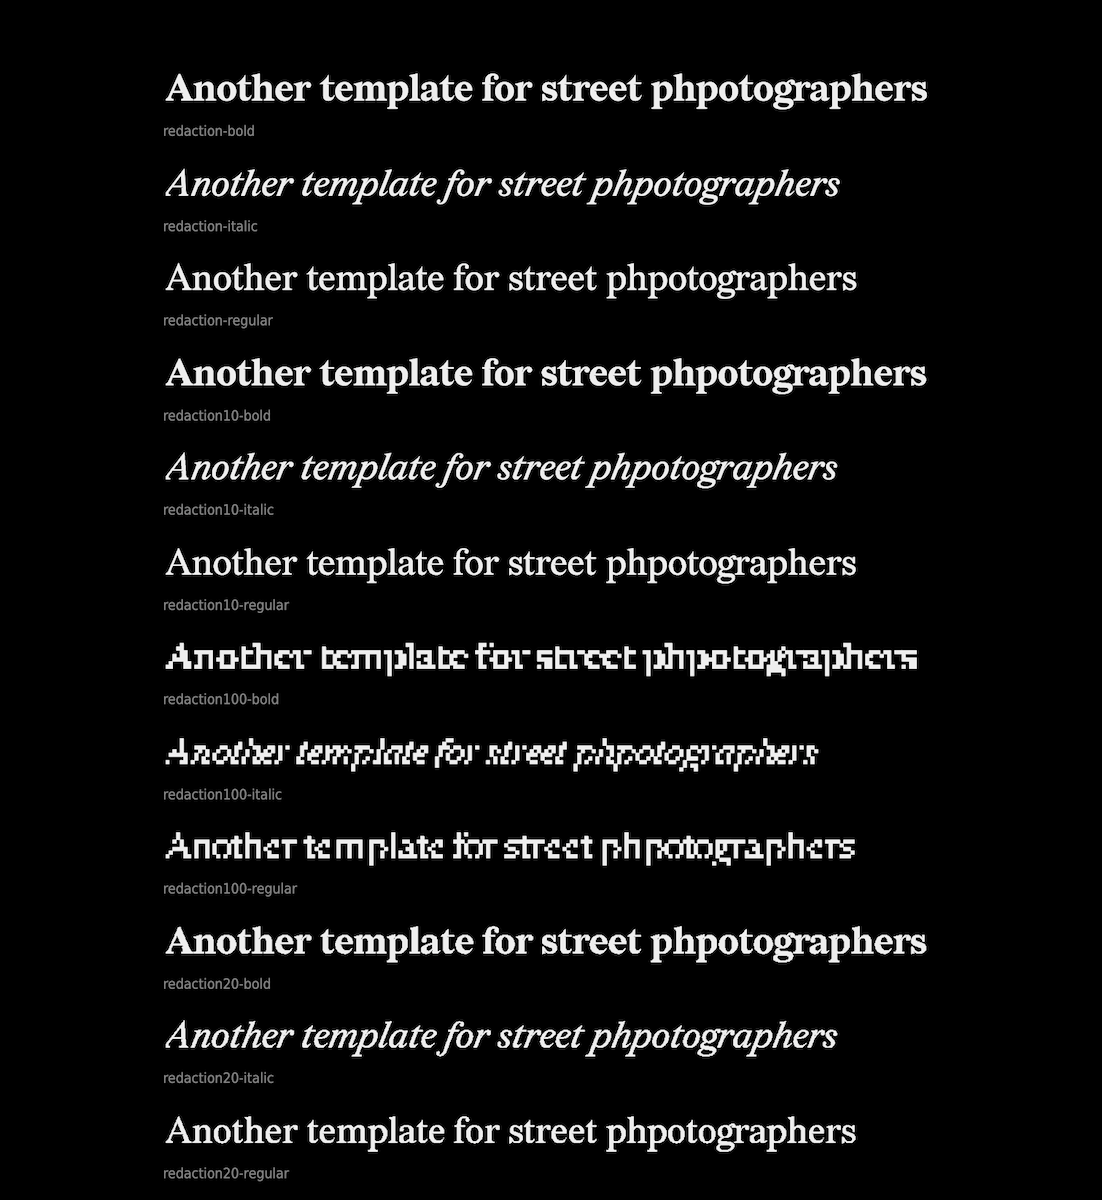 Another template for street phpotographers
redaction-bold
Another template for street phpotographers
redaction-italic
Another template for street phpotographers
redaction-regular
Another template for street phpotographers
redaction10-bold
Another template for street phpotographers
redaction10-italic
Another template for street phpotographers
redaction10-regular
Another template for street phpotographers
redaction100-bold
Another template for street phpotographers
redaction100-italic
Another template for street phpotographers
redaction100-regular
Another template for street phpotographers
redaction20-bold
Another template for street phpotographers
redaction20-italic
Another template for street phpotographers
redaction20-regular